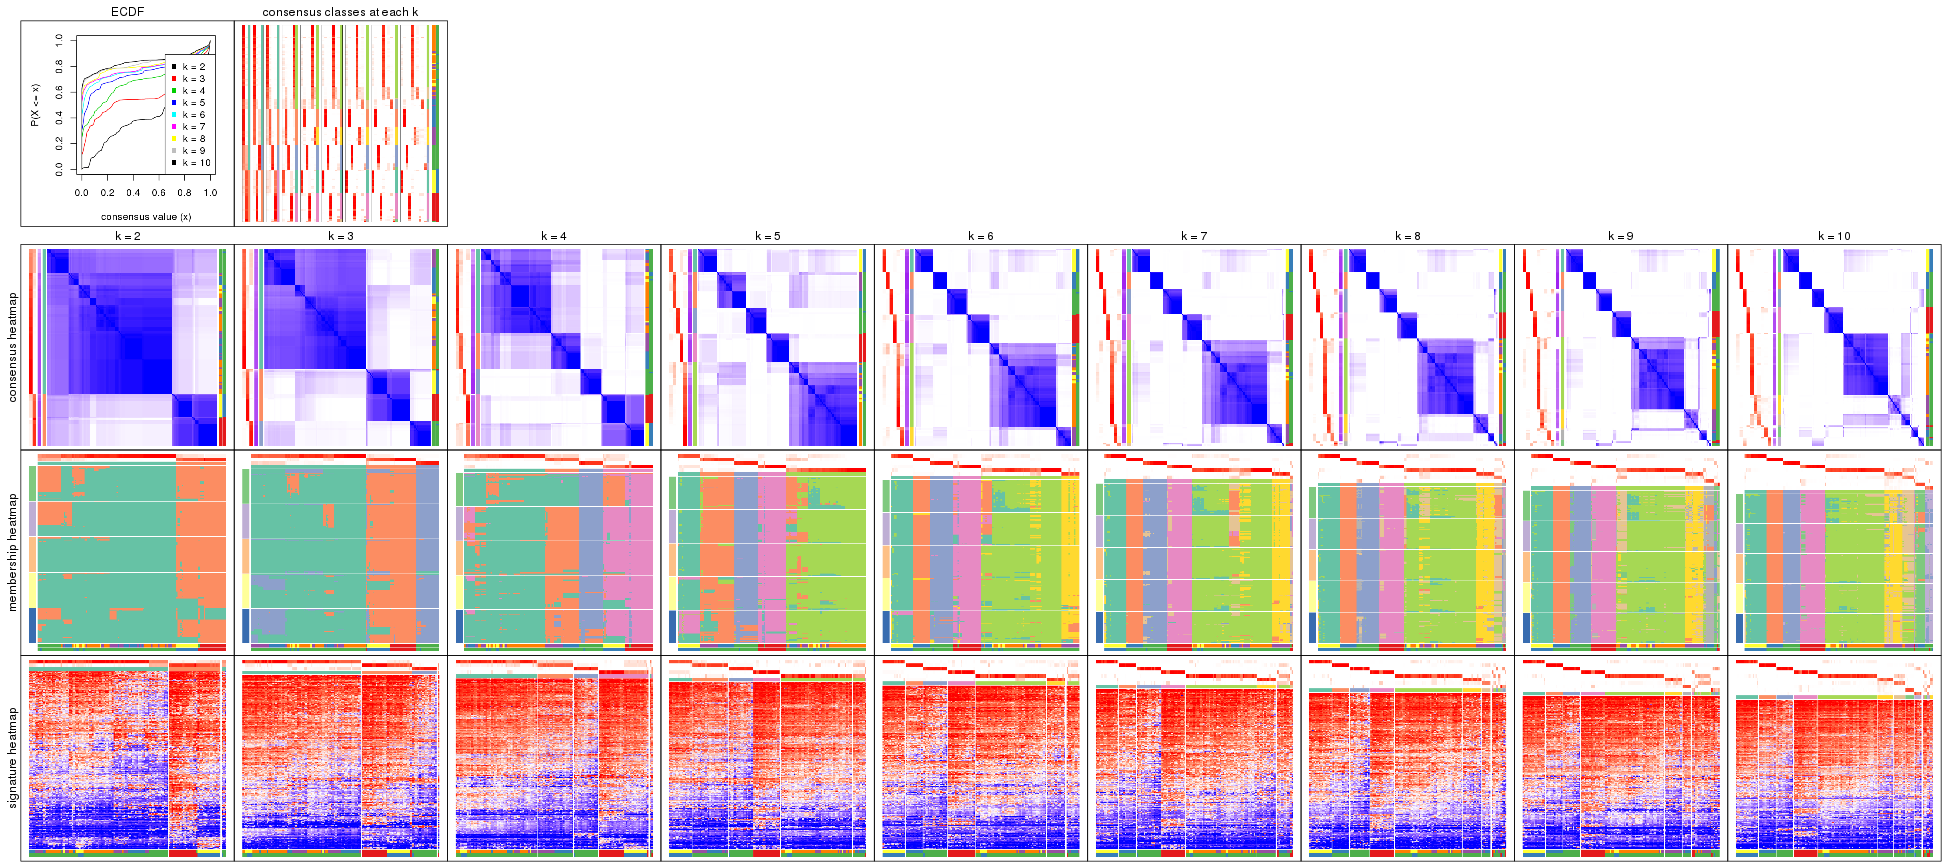 ECDF
consensus classes at each k
P(X <= x)
0.0 0.2 0.4 0.6 0.8 1.0
k = 2
k = 3
k = 4
k = 5
k = 6
k = 7
k = 8
k = 9
k = 10
0.0 0.2 0.4 0.6 0.8 1.0
consensus value (x)
k = 2 k = 3 k = 4 k = 5 k = 6 k = 7 k = 8 k = 9 k = 10
consensus heatmap
membership heatmap
signature heatmap